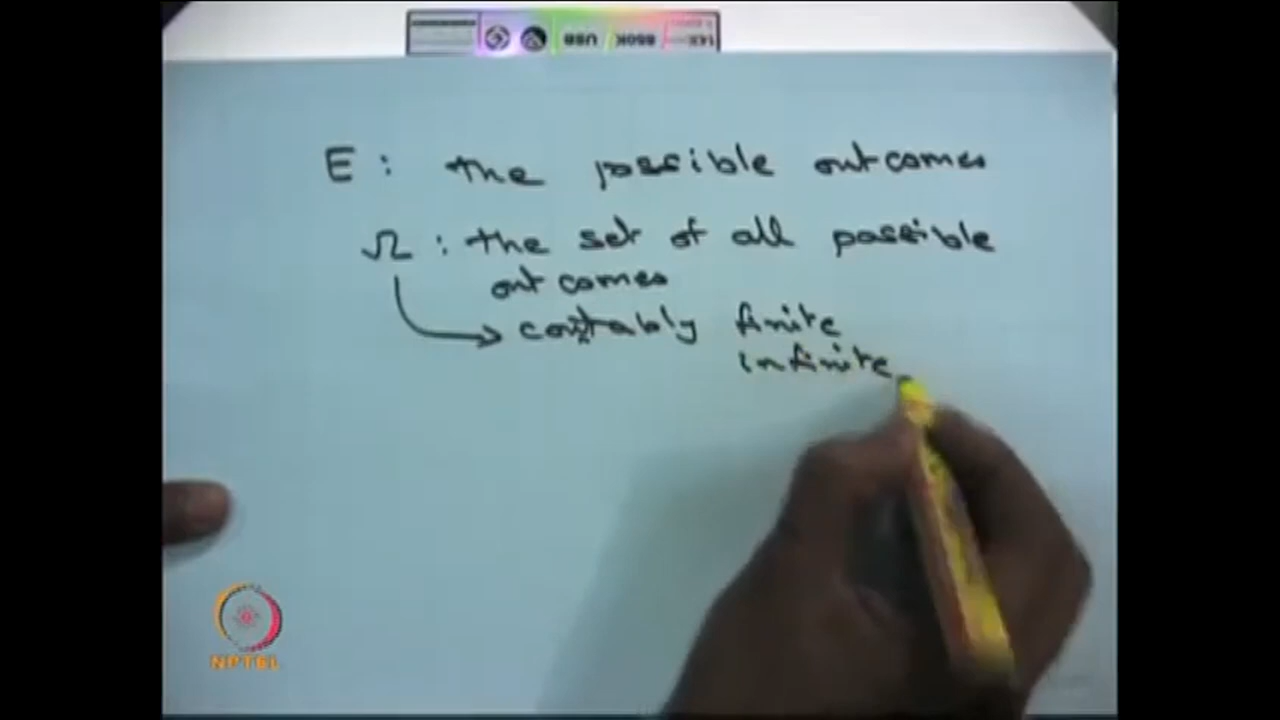 E : the possible outcomes
Ω : the set of all possible
outcomes
countably finite
infinite
NPTEL